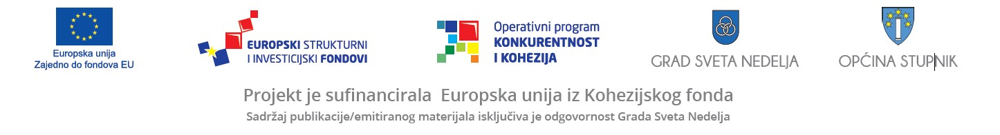 Europska unija
Zajedno do fondova EU
EUROPSKI STRUKTURNI
I INVESTICIJSKI FONDOVI
Operativni program
KONKURENTNOST
I KOHEZIJA
GRAD SVETA NEDELJA
OPĆINA STUPNIK
Projekt je sufinancirala  Europska unija iz Kohezijskog fonda
Sadržaj publikacije/emitiranog materijala isključiva je odgovornost Grada Sveta Nedelja